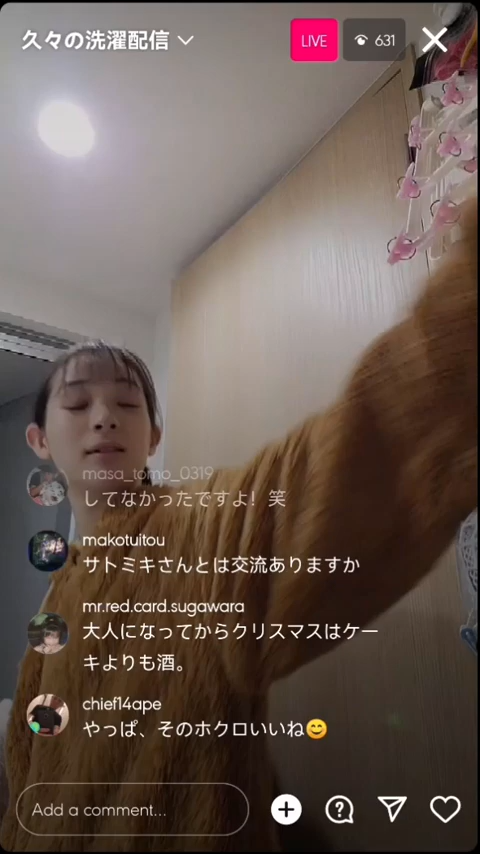 久々の洗濯配信
LIVE
631
masa_tomo_0319
してなかったですよ！笑
makotuitou
サトミキさんとは交流ありますか
mr.red.card.sugawara
大人になってからクリスマスはケー
キよりも酒。
chief14ape
やっぱ、そのホクロいいね😊
Add a comment...